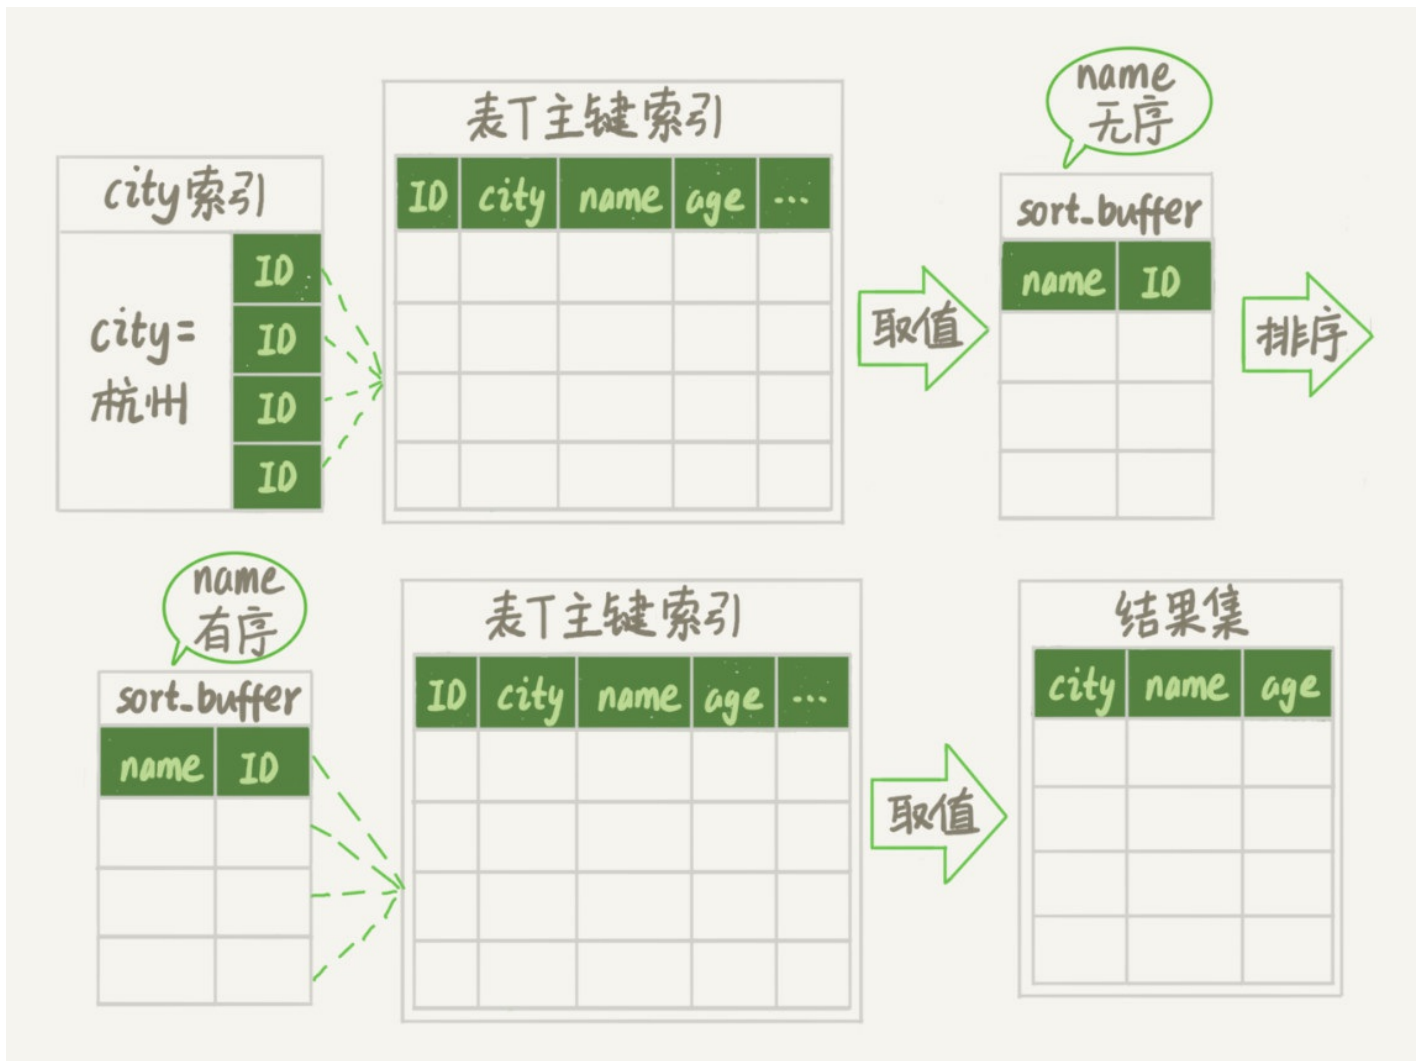 name
无序
表T主键索引
city索引
ID city name age ...
sort_buffer
ID
name ID
city=
杭州
ID
ID
ID
取值
排序
name
有序
表T主键索引
结果集
sort_buffer
ID city name age ...
city name age
name ID
取值